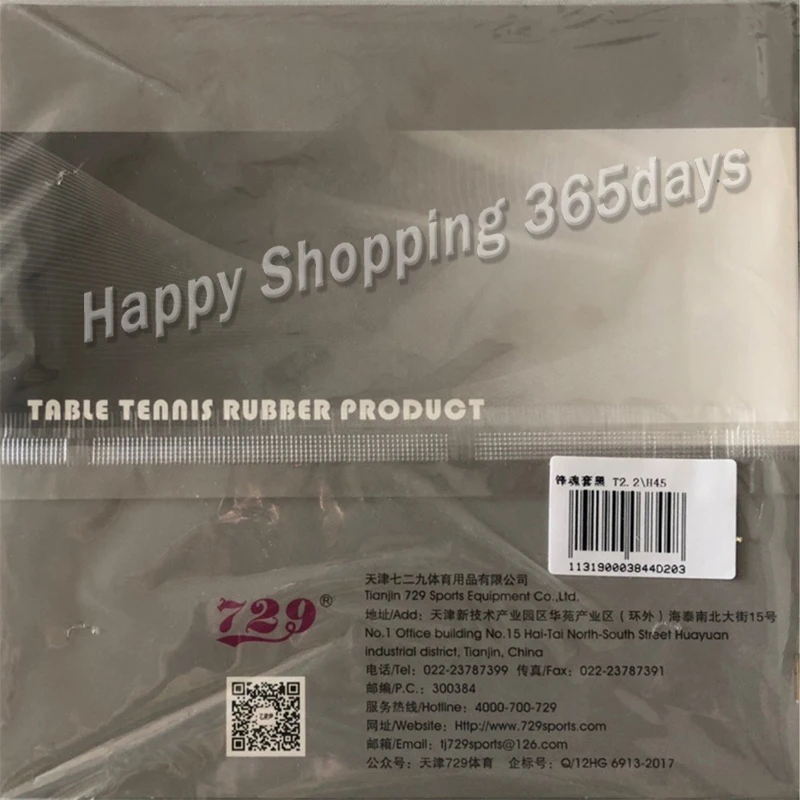 Happy Shopping 365days
TABLE TENNIS RUBBER PRODUCT
锋魂套黑 T2.2\H45
113190003844D203
729®
天津七二九体育用品有限公司
Tianjin 729 Sports Equipment Co.,Ltd.
地址/Add: 天津新技术产业园区华苑产业区（环外）海泰南北大街15号
No.1 Office building No.15 Hai-Tai North-South Street Huayuan
industrial district, Tianjin, China
电话/Tel: 022-23787399 传真/Fax: 022-23787391
邮编/P.C.: 300384
服务热线/Hotline: 4000-700-729
网址/Website: Http://www.729sports.com
邮箱/Email: tj729sports@126.com
公众号: 天津729体育 企标号: Q/12HG 6913-2017